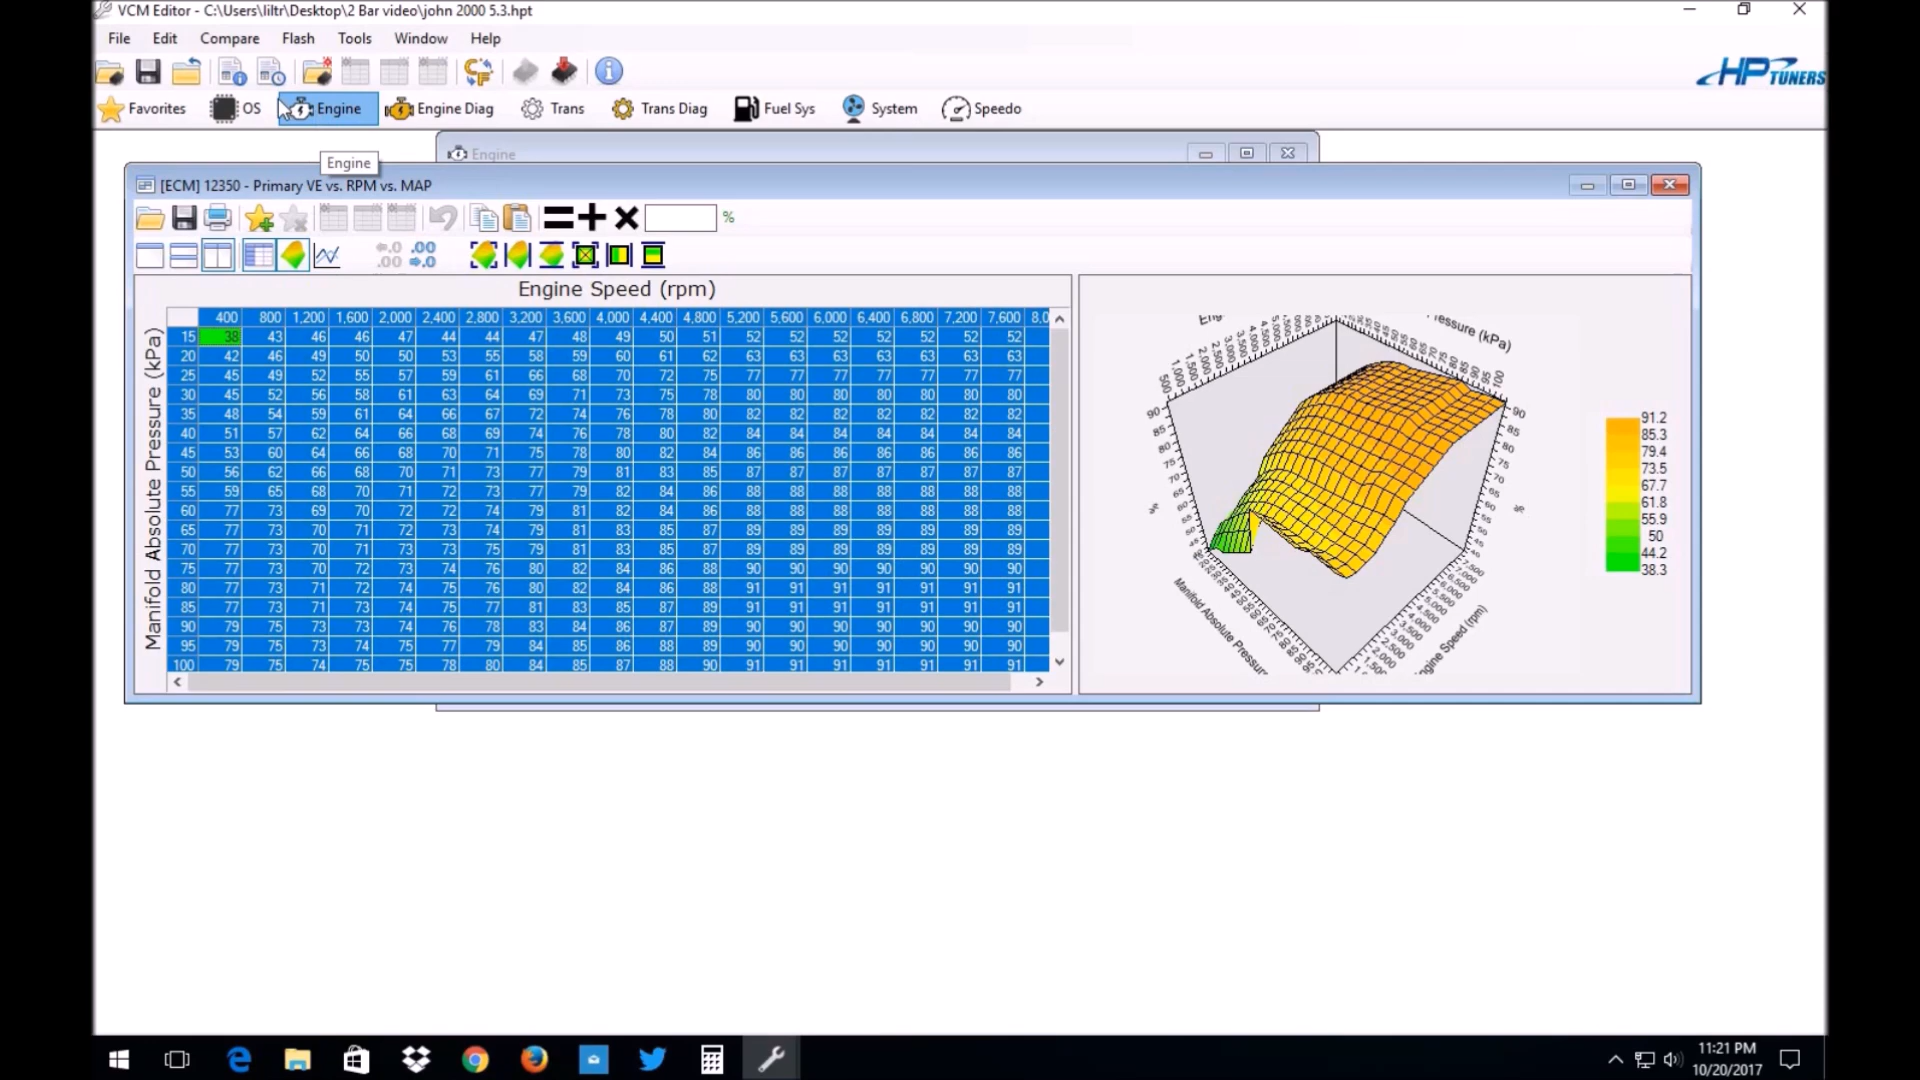 VCM Editor - C:\Users\liltr\Desktop\2 Bar video\john 2000 5.3.hpt
File Edit Compare Flash Tools Window Help
HP TUNERS
Favorites OS Engine Engine Diag Trans Trans Diag Fuel Sys System Speedo
Engine
Engine
[ECM] 12350 - Primary VE vs. RPM vs. MAP
%
Engine Speed (rpm)
Manifold Absolute Pressure (kPa)
400 800 1,200 1,600 2,000 2,400 2,800 3,200 3,600 4,000 4,400 4,800 5,200 5,600 6,000 6,400 6,800 7,200 7,600 8,0
15 38 43 46 46 47 44 44 47 48 49 50 51 52 52 52 52 52 52 52
20 42 46 49 50 50 53 55 58 59 60 61 62 63 63 63 63 63 63 63
25 45 49 52 55 57 59 61 66 68 70 72 75 77 77 77 77 77 77 77
30 45 52 56 58 61 63 64 69 71 73 75 78 80 80 80 80 80 80 80
35 48 54 59 61 64 66 67 72 74 76 78 80 82 82 82 82 82 82 82
40 51 57 62 64 66 68 69 74 76 78 80 82 84 84 84 84 84 84 84
45 53 60 64 66 68 70 71 75 78 80 82 84 86 86 86 86 86 86 86
50 56 62 66 68 70 71 73 77 79 81 83 85 87 87 87 87 87 87 87
55 59 65 68 70 71 72 73 77 79 82 84 86 88 88 88 88 88 88 88
60 77 73 69 70 72 72 74 79 81 82 84 86 88 88 88 88 88 88 88
65 77 73 70 71 72 73 74 79 81 83 85 87 89 89 89 89 89 89 89
70 77 73 70 71 73 73 75 79 81 83 85 87 89 89 89 89 89 89 89
75 77 73 70 72 73 74 76 80 82 84 86 88 90 90 90 90 90 90 90
80 77 73 71 72 74 75 76 80 82 84 86 88 91 91 91 91 91 91 91
85 77 73 71 73 74 75 77 81 83 85 87 89 91 91 91 91 91 91 91
90 79 75 73 73 74 76 78 83 84 86 87 89 90 90 90 90 90 90 90
95 79 75 73 74 75 77 79 84 85 86 88 89 90 90 90 90 90 90 90
100 79 75 74 75 75 78 80 84 85 87 88 90 91 91 91 91 91 91 91
91.2
85.3
79.4
73.5
67.7
61.8
55.9
50
44.2
38.3
Manifold Absolute Pressur
ngine Speed (rpm)
ressure (kPa)
11:21 PM
10/20/2017